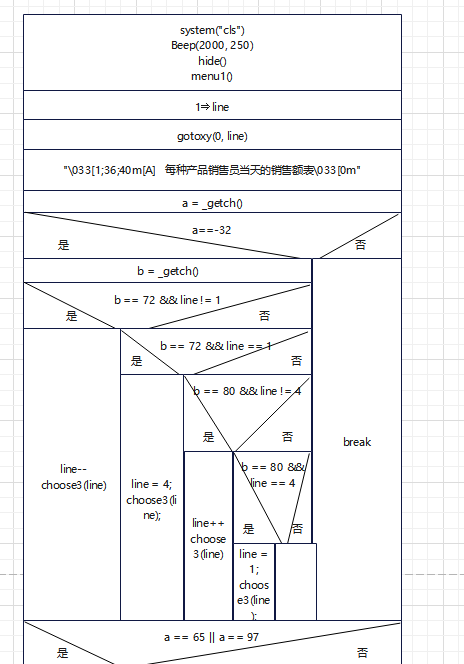 system("cls")
Beep(2000, 250)
hide()
menu1()
1=>line
gotoxy(0, line)
"\033[1;36;40m[A]   每种产品销售员当天的销售额表\033[0m"
a = _getch()
a==-32
是
否
b = _getch()
b == 72 && line != 1
是
否
b == 72 && line == 1
是
否
b == 80 && line != 4
是
否
line--
choose3(line)
line = 4;
choose3(li
ne);
break
b == 80 &&
line == 4
是
否
line++
choose
3(line)
line =
1;
choos
e3(line
);
a == 65 || a == 97
是
否